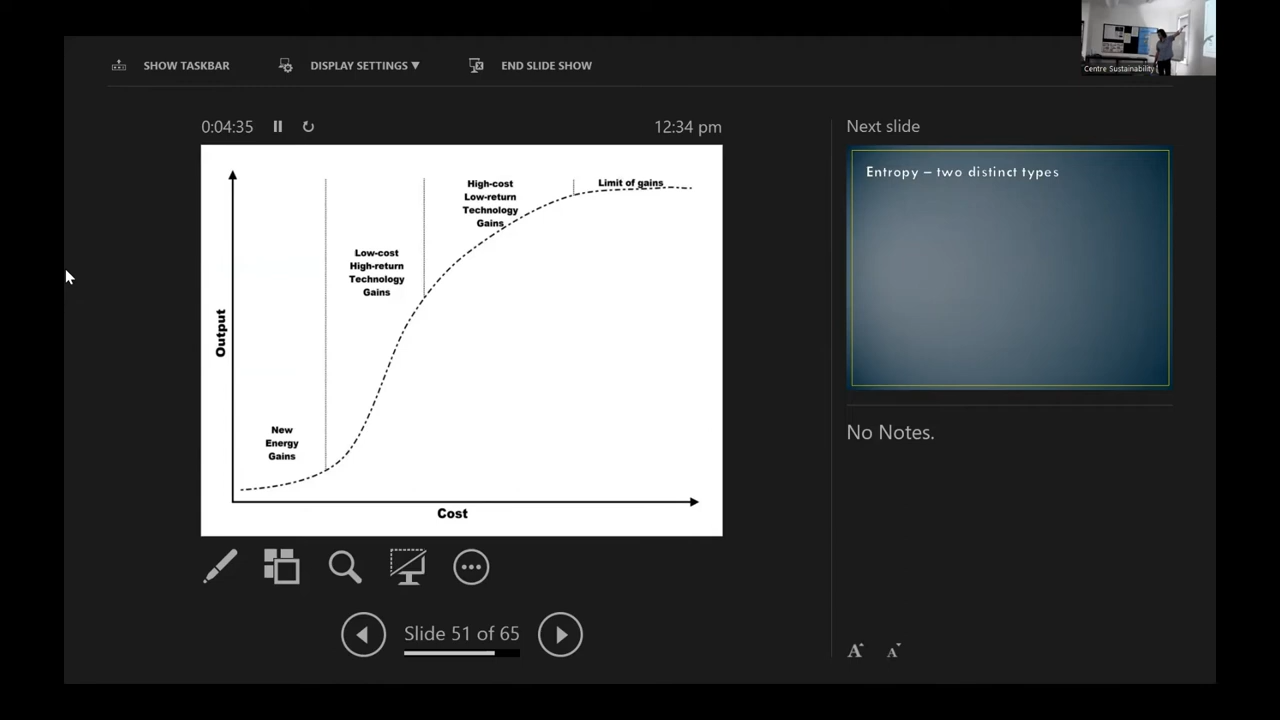 Centre Sustainability
SHOW TASKBAR
DISPLAY SETTINGS ▼
END SLIDE SHOW
0:04:35
12:34 pm
Next slide
High-cost
Low-return
Technology
Gains
Limit of gains
Low-cost
High-return
Technology
Gains
Output
New
Energy
Gains
Cost
Entropy – two distinct types
No Notes.
Slide 51 of 65
A
A